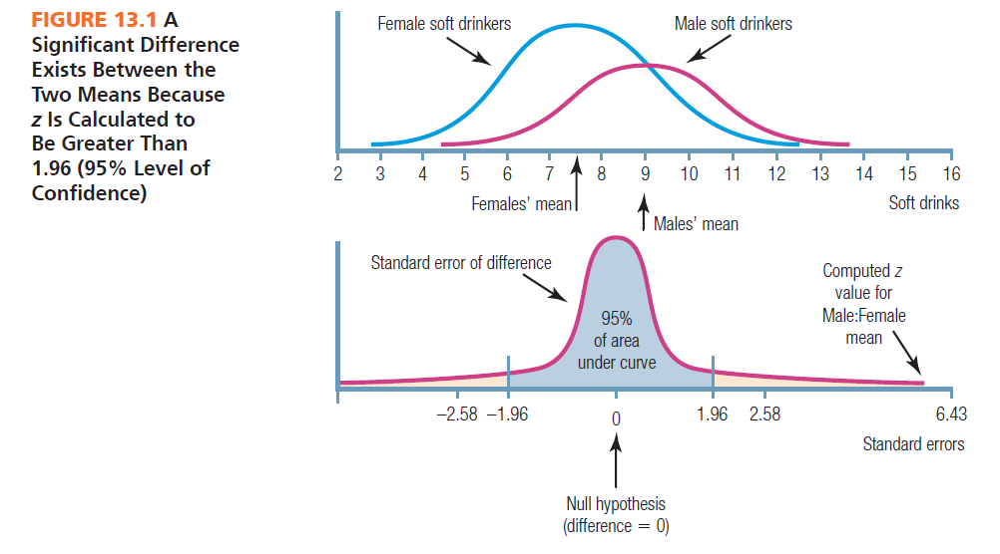 FIGURE 13.1 A
Significant Difference
Exists Between the
Two Means Because
z Is Calculated to
Be Greater Than
1.96 (95% Level of
Confidence)
Female soft drinkers
Male soft drinkers
2 3 4 5 6 7 8 9 10 11 12 13 14 15 16
Soft drinks
Females' mean
Males' mean
Standard error of difference
95%
of area
under curve
Computed z
value for
Male:Female
mean
–2.58 –1.96 0 1.96 2.58 6.43
Standard errors
Null hypothesis
(difference = 0)